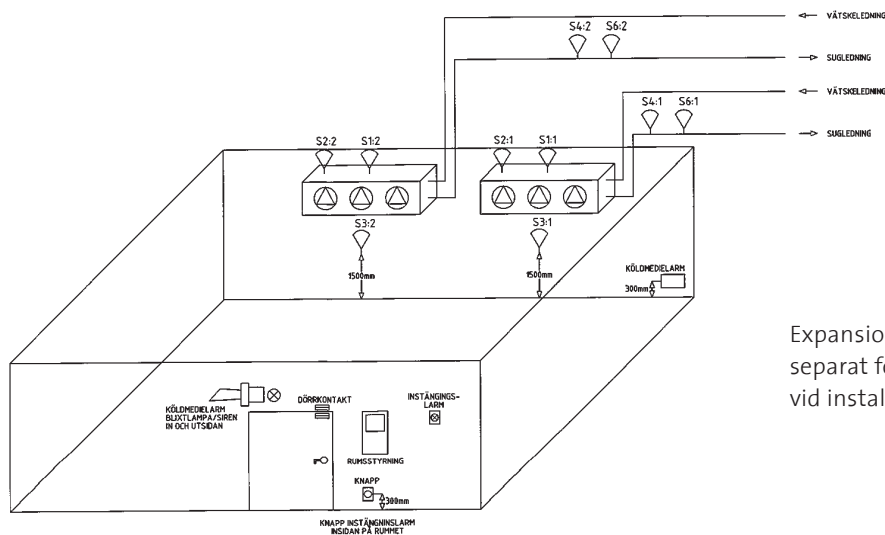 VÄTSKELEDNING
S4:2 S6:2
SUGLEDNING
VÄTSKELEDNING
S4:1 S6:1
SUGLEDNING
S2:2 S1:2
S2:1 S1:1
S3:2
S3:1
1500mm
1500mm
KÖLDMEDIELARM
300mm
Expansio
separat fö
vid instal
KÖLDMEDIELARM
BLIXTLAMPA/SIREN
IN OCH UTSIDAN
DÖRRKONTAKT
INSTÄNGINGS-
LARM
RUMSSTYRNING
KNAPP
300mm
KNAPP INSTÄNGNINSLARM
INSIDAN PÅ RUMMET